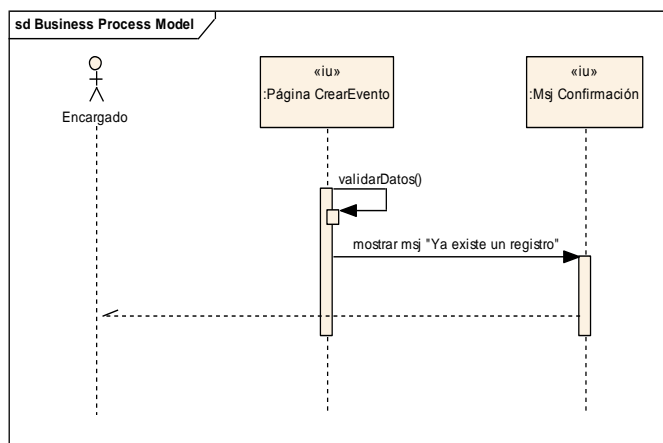 sd Business Process Model
Encargado
«iu»
:Página CrearEvento
«iu»
:Msj Confirmación
validarDatos()
mostrar msj "Ya existe un registro"